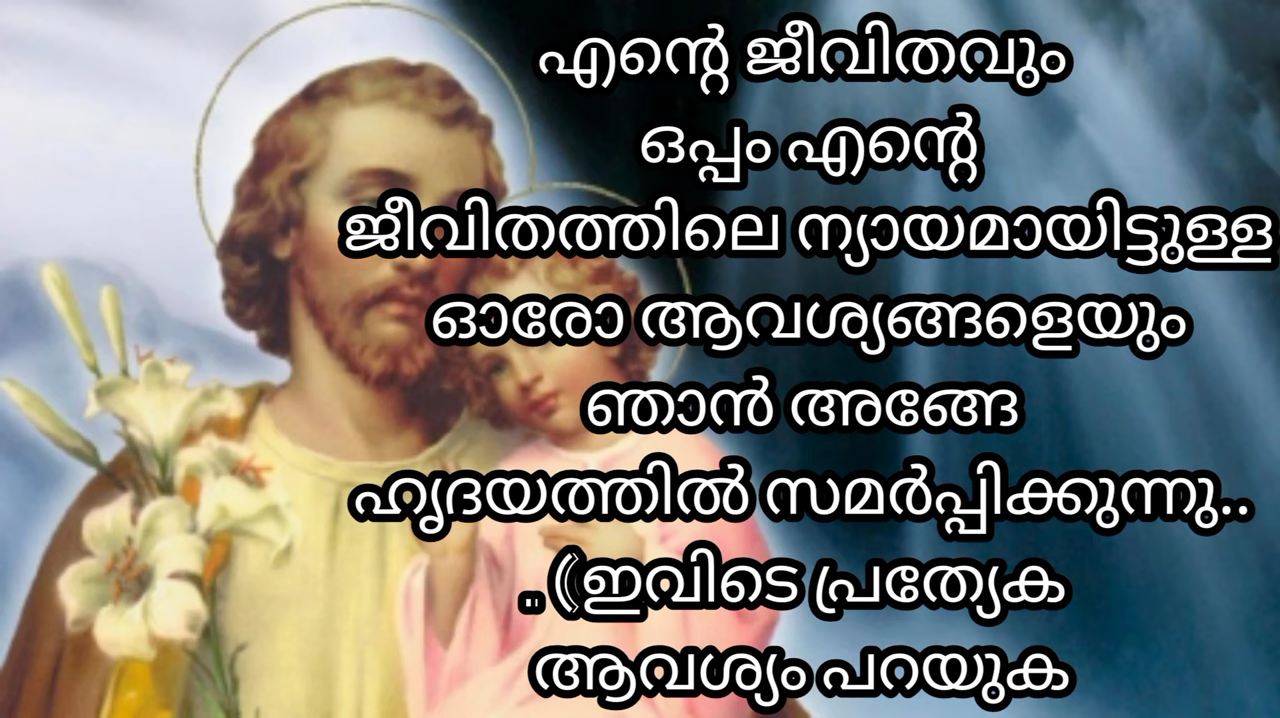 എന്റെ ജീവിതവും
ഒപ്പം എന്റെ
ജീവിതത്തിലെ ന്യായമായിട്ടുള്ള
ഓരോ ആവശ്യങ്ങളെയും
ഞാൻ അങ്ങേ
ഹൃദയത്തിൽ സമർപ്പിക്കുന്നു..
.. (ഇവിടെ പ്രത്യേക
ആവശ്യം പറയുക